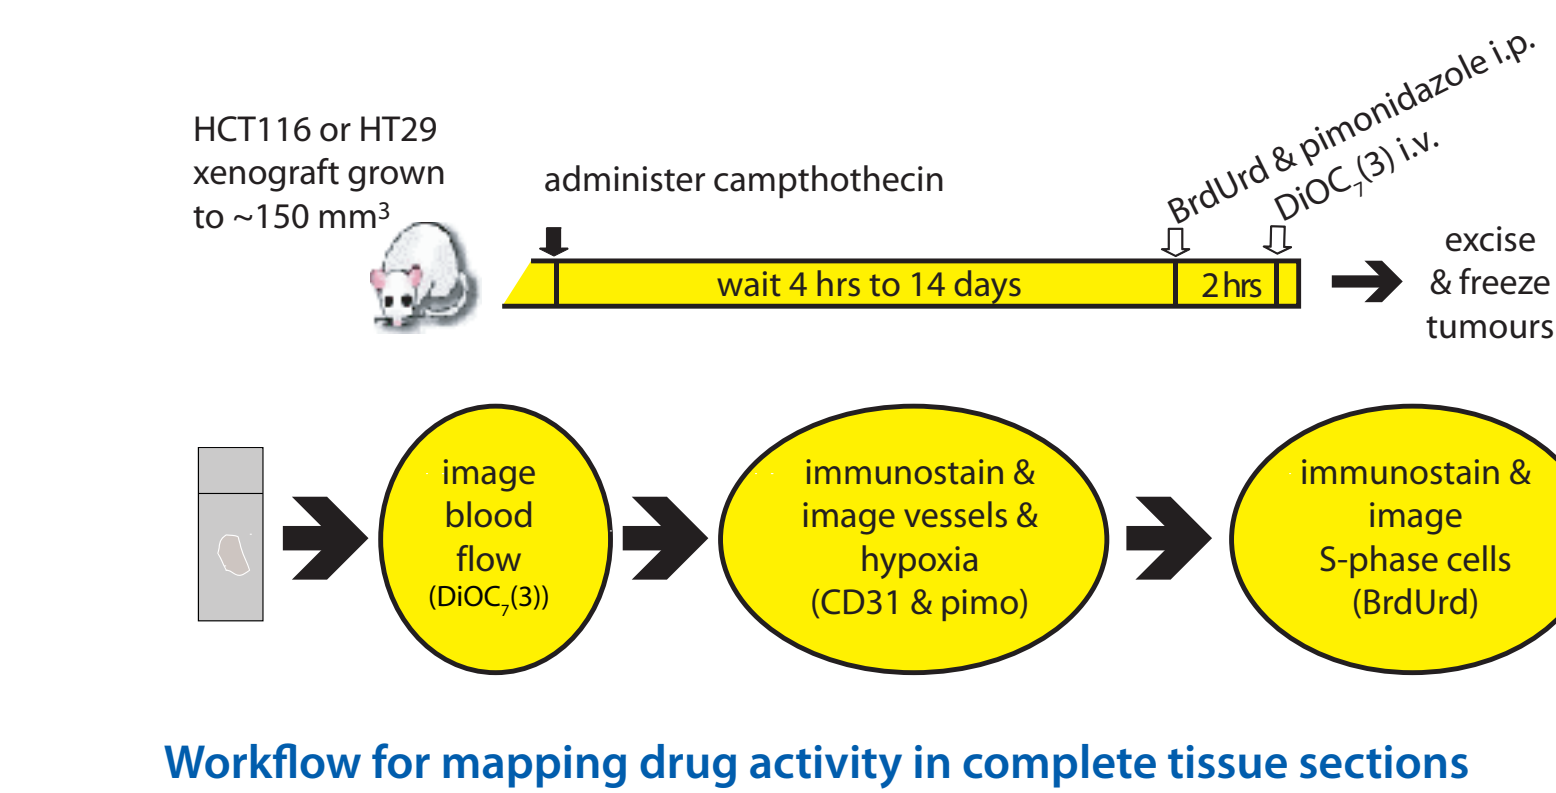 HCT116 or HT29
xenograft grown
to ~150 mm³
administer campthothecin
BrdUrd & pimonidazole i.p.
DiOC₇(3) i.v.
wait 4 hrs to 14 days
2 hrs
excise
& freeze
tumours
image
blood
flow
(DiOC₇(3))
immunostain &
image vessels &
hypoxia
(CD31 & pimo)
immunostain &
image
S-phase cells
(BrdUrd)
Workflow for mapping drug activity in complete tissue sections